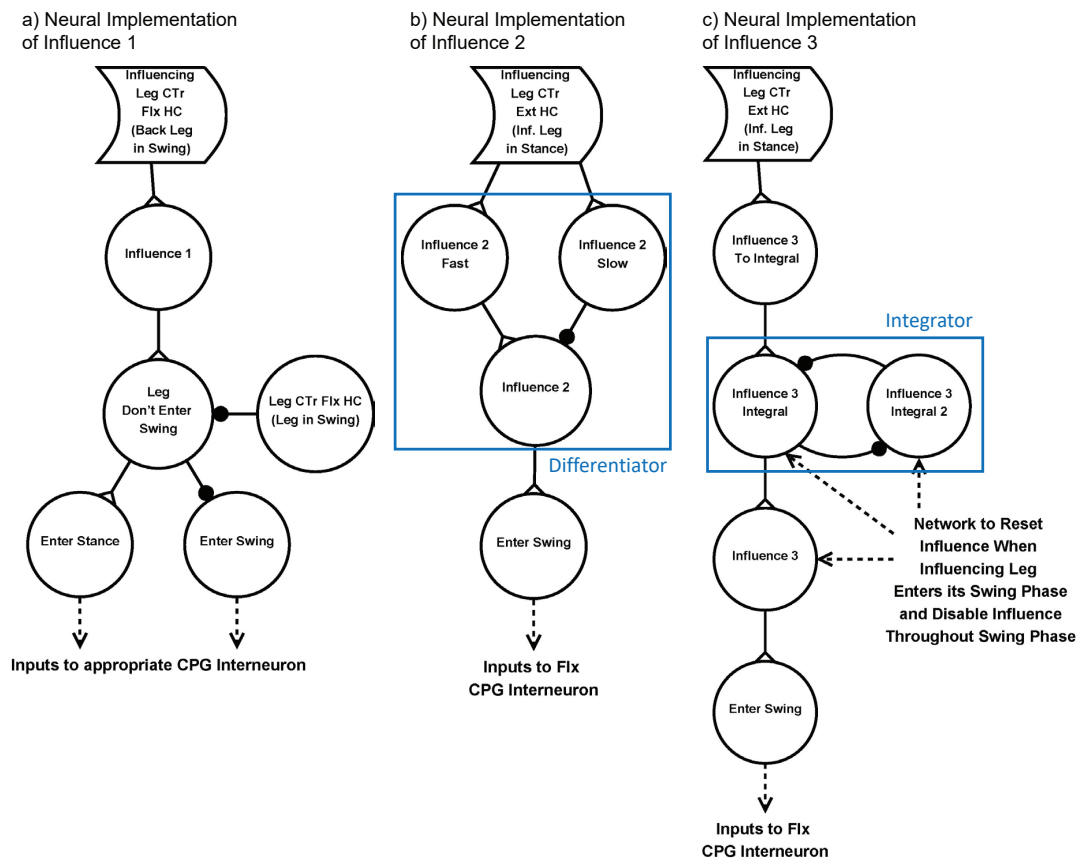 a) Neural Implementation
of Influence 1
Influencing
Leg CTr
Flx HC
(Back Leg
in Swing)
Influence 1
Leg
Don't Enter
Swing
Leg CTr Flx HC
(Leg in Swing)
Enter Stance
Enter Swing
Inputs to appropriate CPG Interneuron
b) Neural Implementation
of Influence 2
Influencing
Leg CTr
Ext HC
(Inf. Leg
in Stance)
Influence 2
Fast
Influence 2
Slow
Influence 2
Differentiator
Enter Swing
Inputs to Flx
CPG Interneuron
c) Neural Implementation
of Influence 3
Influencing
Leg CTr
Ext HC
(Inf. Leg
in Stance)
Influence 3
To Integral
Integrator
Influence 3
Integral
Influence 3
Integral 2
Network to Reset
Influence When
Influencing Leg
Enters its Swing Phase
and Disable Influence
Throughout Swing Phase
Influence 3
Enter Swing
Inputs to Flx
CPG Interneuron